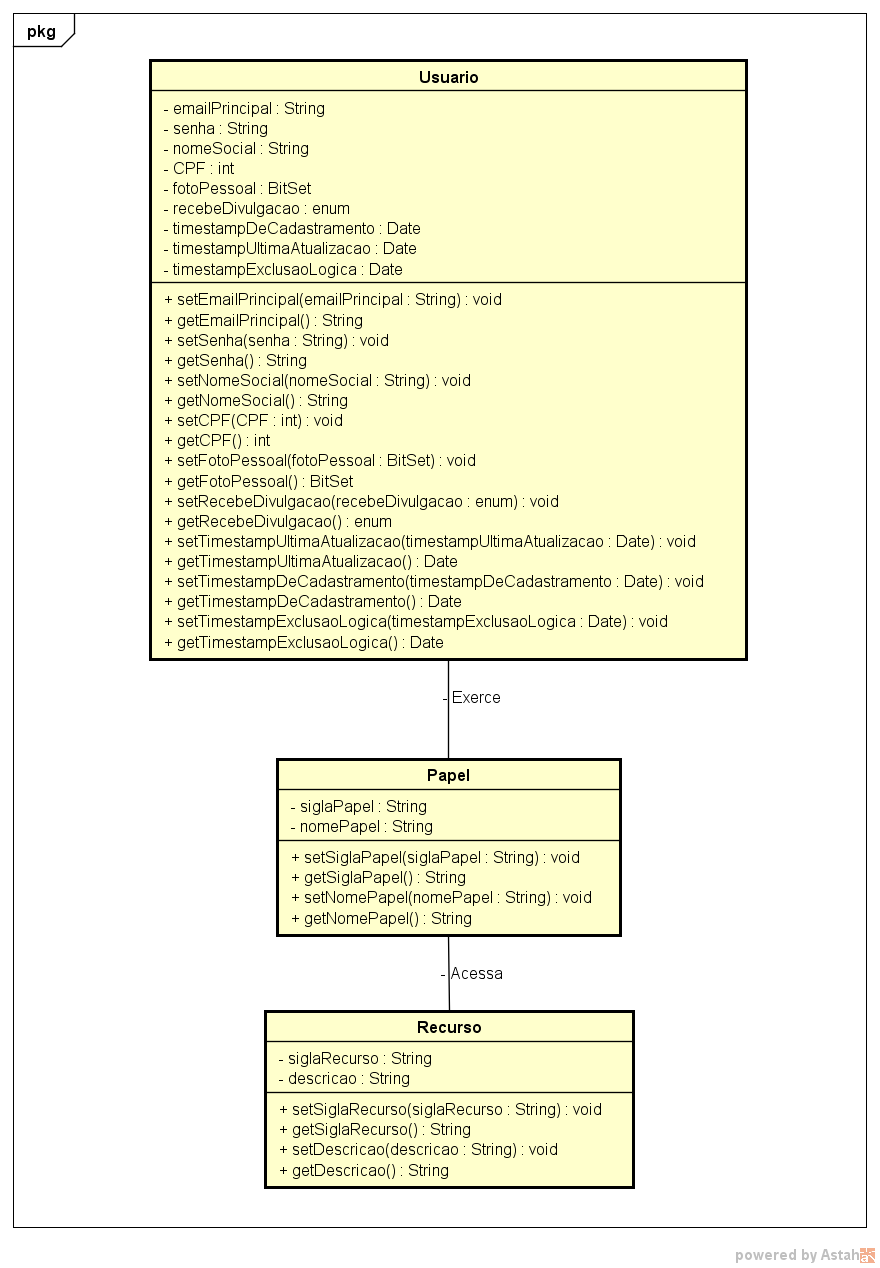 pkg
Usuario
- emailPrincipal : String
- senha : String
- nomeSocial : String
- CPF : int
- fotoPessoal : BitSet
- recebeDivulgacao : enum
- timestampDeCadastramento : Date
- timestampUltimaAtualizacao : Date
- timestampExclusaoLogica : Date
+ setEmailPrincipal(emailPrincipal : String) : void
+ getEmailPrincipal() : String
+ setSenha(senha : String) : void
+ getSenha() : String
+ setNomeSocial(nomeSocial : String) : void
+ getNomeSocial() : String
+ setCPF(CPF : int) : void
+ getCPF() : int
+ setFotoPessoal(fotoPessoal : BitSet) : void
+ getFotoPessoal() : BitSet
+ setRecebeDivulgacao(recebeDivulgacao : enum) : void
+ getRecebeDivulgacao() : enum
+ setTimestampUltimaAtualizacao(timestampUltimaAtualizacao : Date) : void
+ getTimestampUltimaAtualizacao() : Date
+ setTimestampDeCadastramento(timestampDeCadastramento : Date) : void
+ getTimestampDeCadastramento() : Date
+ setTimestampExclusaoLogica(timestampExclusaoLogica : Date) : void
+ getTimestampExclusaoLogica() : Date
- Exerce
Papel
- siglaPapel : String
- nomePapel : String
+ setSiglaPapel(siglaPapel : String) : void
+ getSiglaPapel() : String
+ setNomePapel(nomePapel : String) : void
+ getNomePapel() : String
- Acessa
Recurso
- siglaRecurso : String
- descricao : String
+ setSiglaRecurso(siglaRecurso : String) : void
+ getSiglaRecurso() : String
+ setDescricao(descricao : String) : void
+ getDescricao() : String
powered by Astah